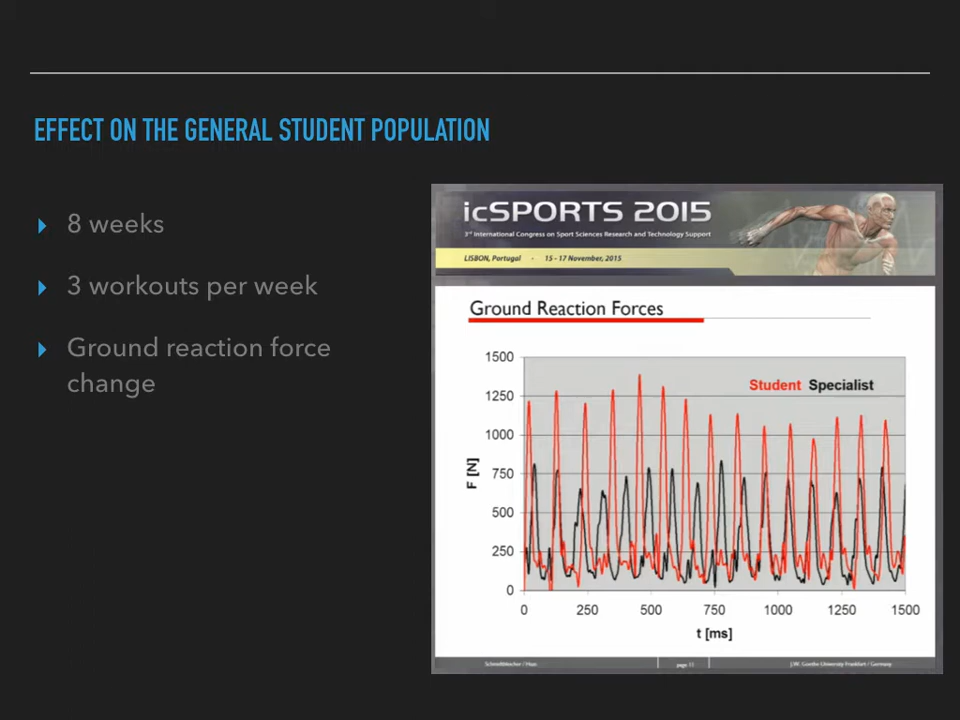 EFFECT ON THE GENERAL STUDENT POPULATION
8 weeks
3 workouts per week
Ground reaction force
change
icSPORTS 2015
3rd International Congress on Sport Sciences Research and Technology Support
LISBON, Portugal - 15 - 17 November, 2015
Ground Reaction Forces
Student Specialist
1500
1250
1000
750
500
250
0
F [N]
0 250 500 750 1000 1250 1500
t [ms]
page 11
J.W. Goethe University Frankfurt / Germany